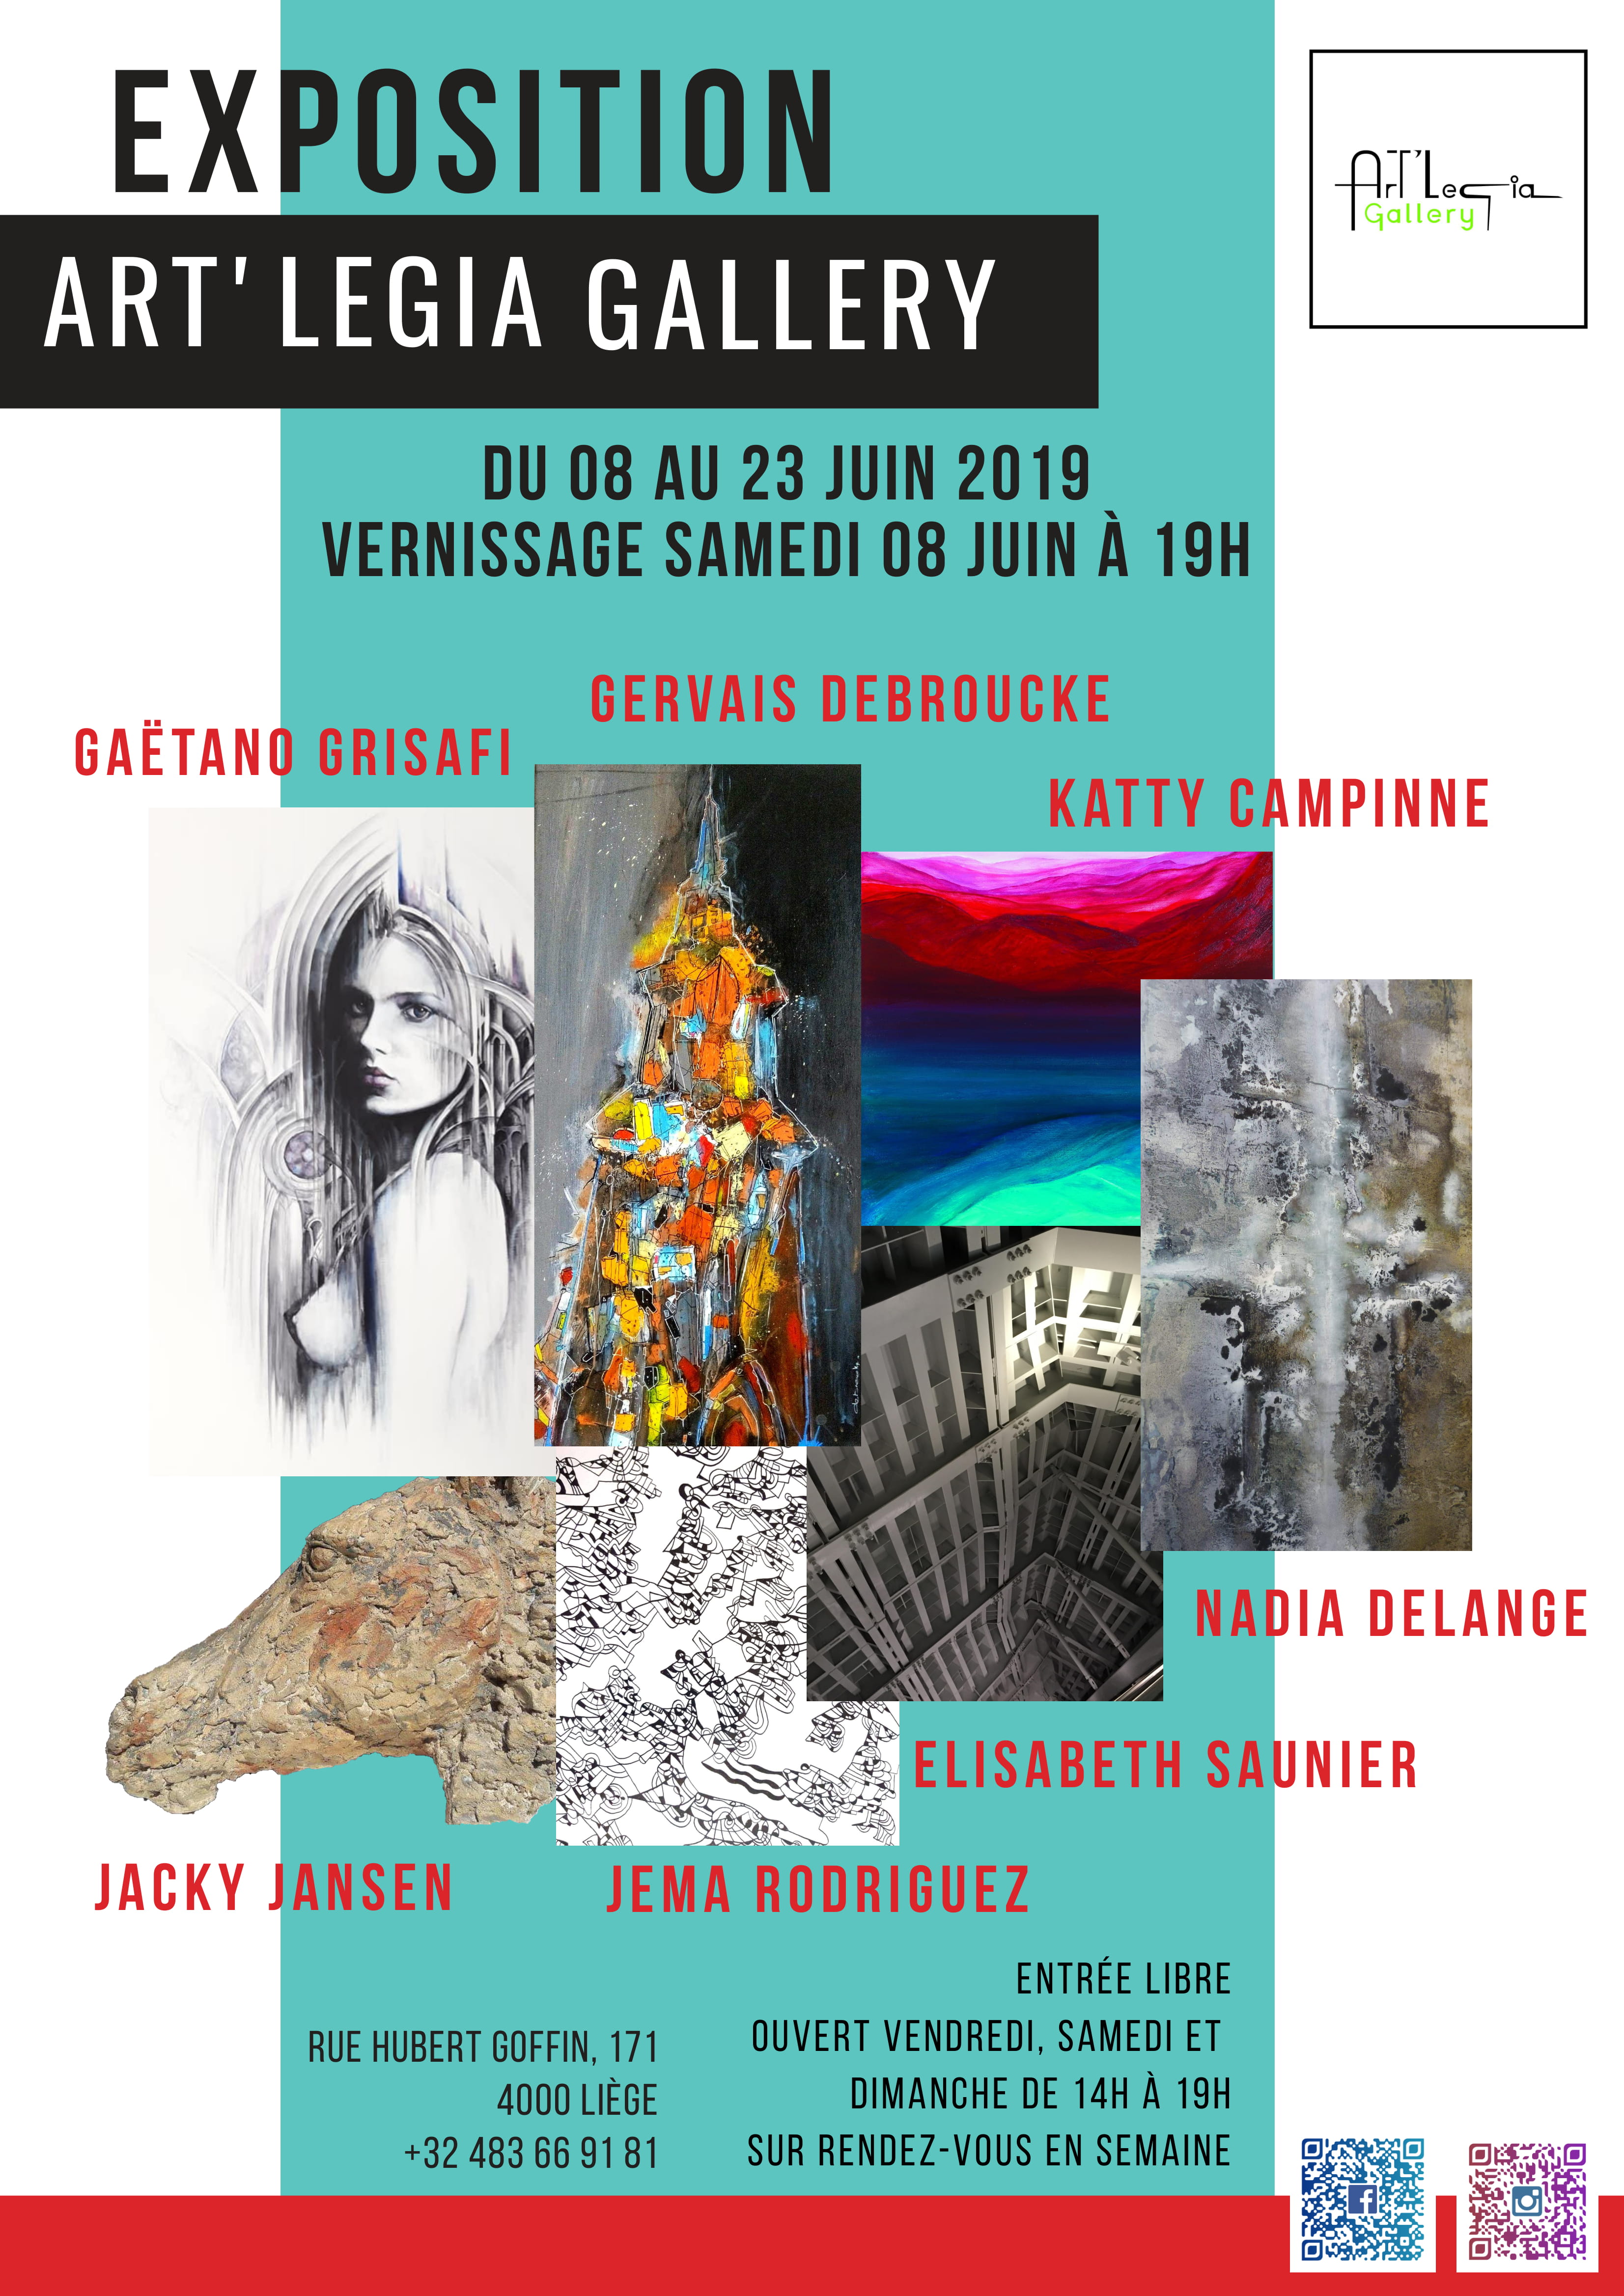 EXPOSITION
ART'LEGIA GALLERY
Art'Legia
Gallery
DU 08 AU 23 JUIN 2019
VERNISSAGE SAMEDI 08 JUIN À 19H
GERVAIS DEBROUCKE
GAËTANO GRISAFI
KATTY CAMPINNE
NADIA DELANGE
ELISABETH SAUNIER
JACKY JANSEN
JEMA RODRIGUEZ
RUE HUBERT GOFFIN, 171
4000 LIÈGE
+32 483 66 91 81
ENTRÉE LIBRE
OUVERT VENDREDI, SAMEDI ET
DIMANCHE DE 14H À 19H
SUR RENDEZ-VOUS EN SEMAINE